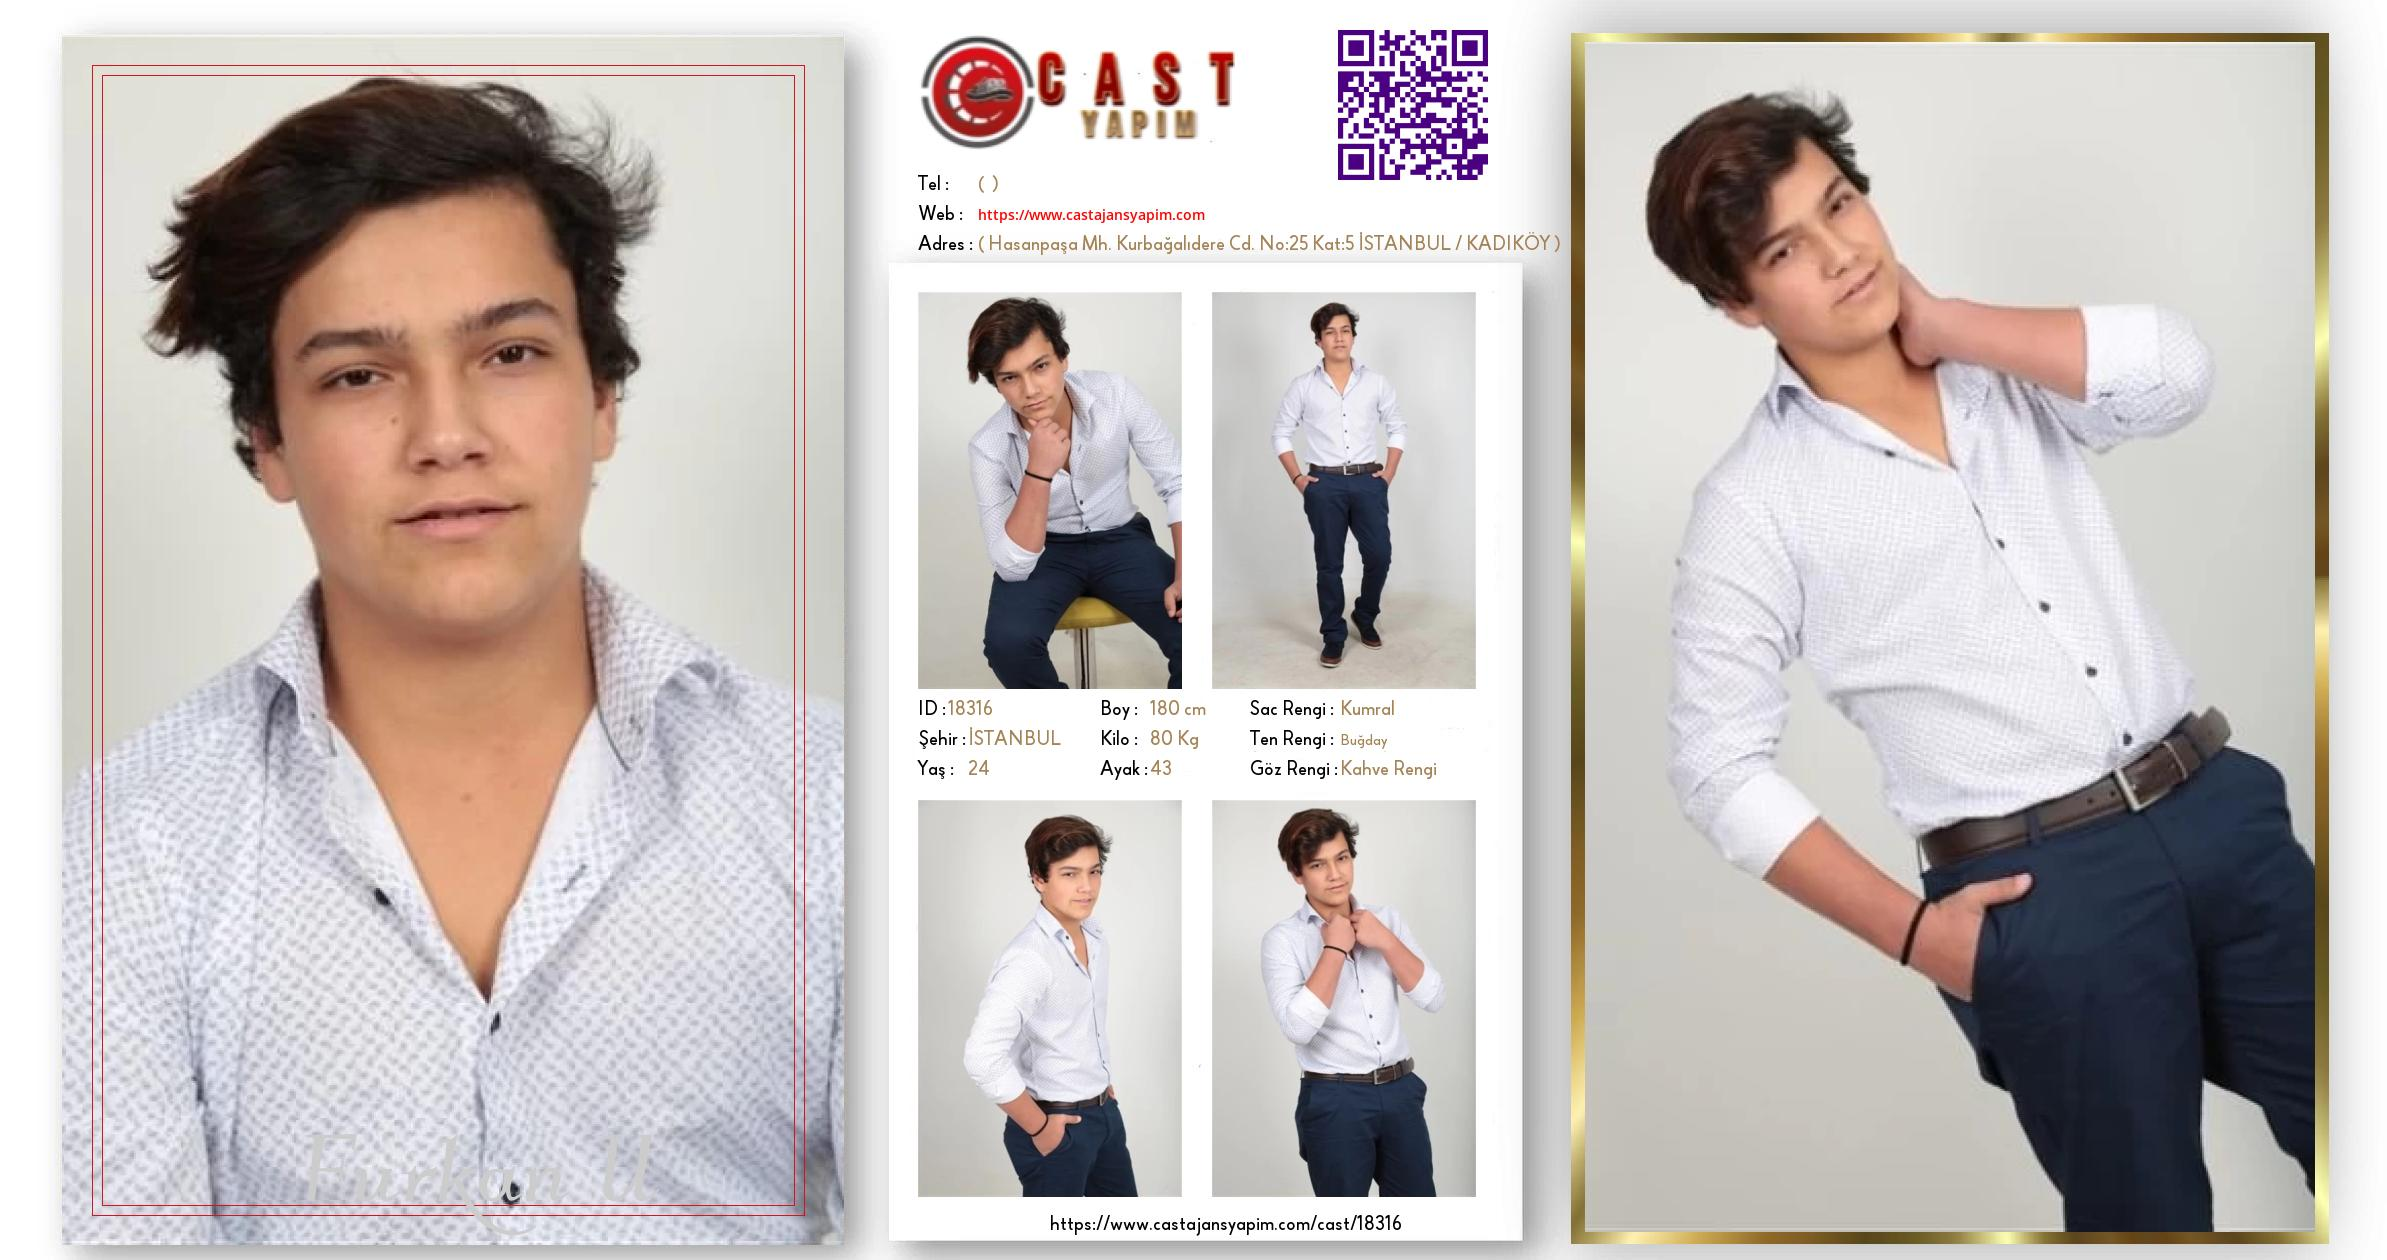 Furkan U
CAST
YAPIM
Tel : ( )
Web : https://www.castajansyapim.com
Adres : ( Hasanpaşa Mh. Kurbağalıdere Cd. No:25 Kat:5 İSTANBUL / KADIKÖY )
ID : 18316 Boy : 180 cm Sac Rengi : Kumral
Şehir : İSTANBUL Kilo : 80 Kg Ten Rengi : Buğday
Yaş : 24 Ayak : 43 Göz Rengi : Kahve Rengi
https://www.castajansyapim.com/cast/18316